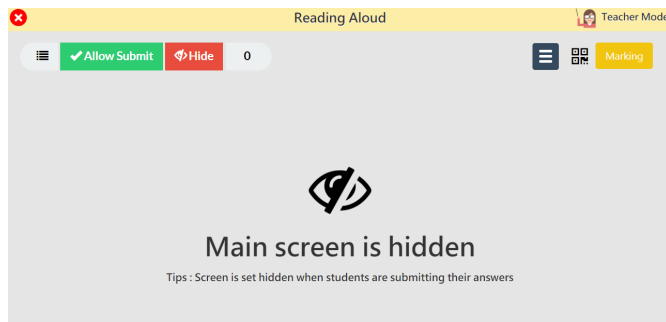 Reading Aloud
Teacher Mode
Allow Submit
Hide
0
Marking
Main screen is hidden
Tips : Screen is set hidden when students are submitting their answers